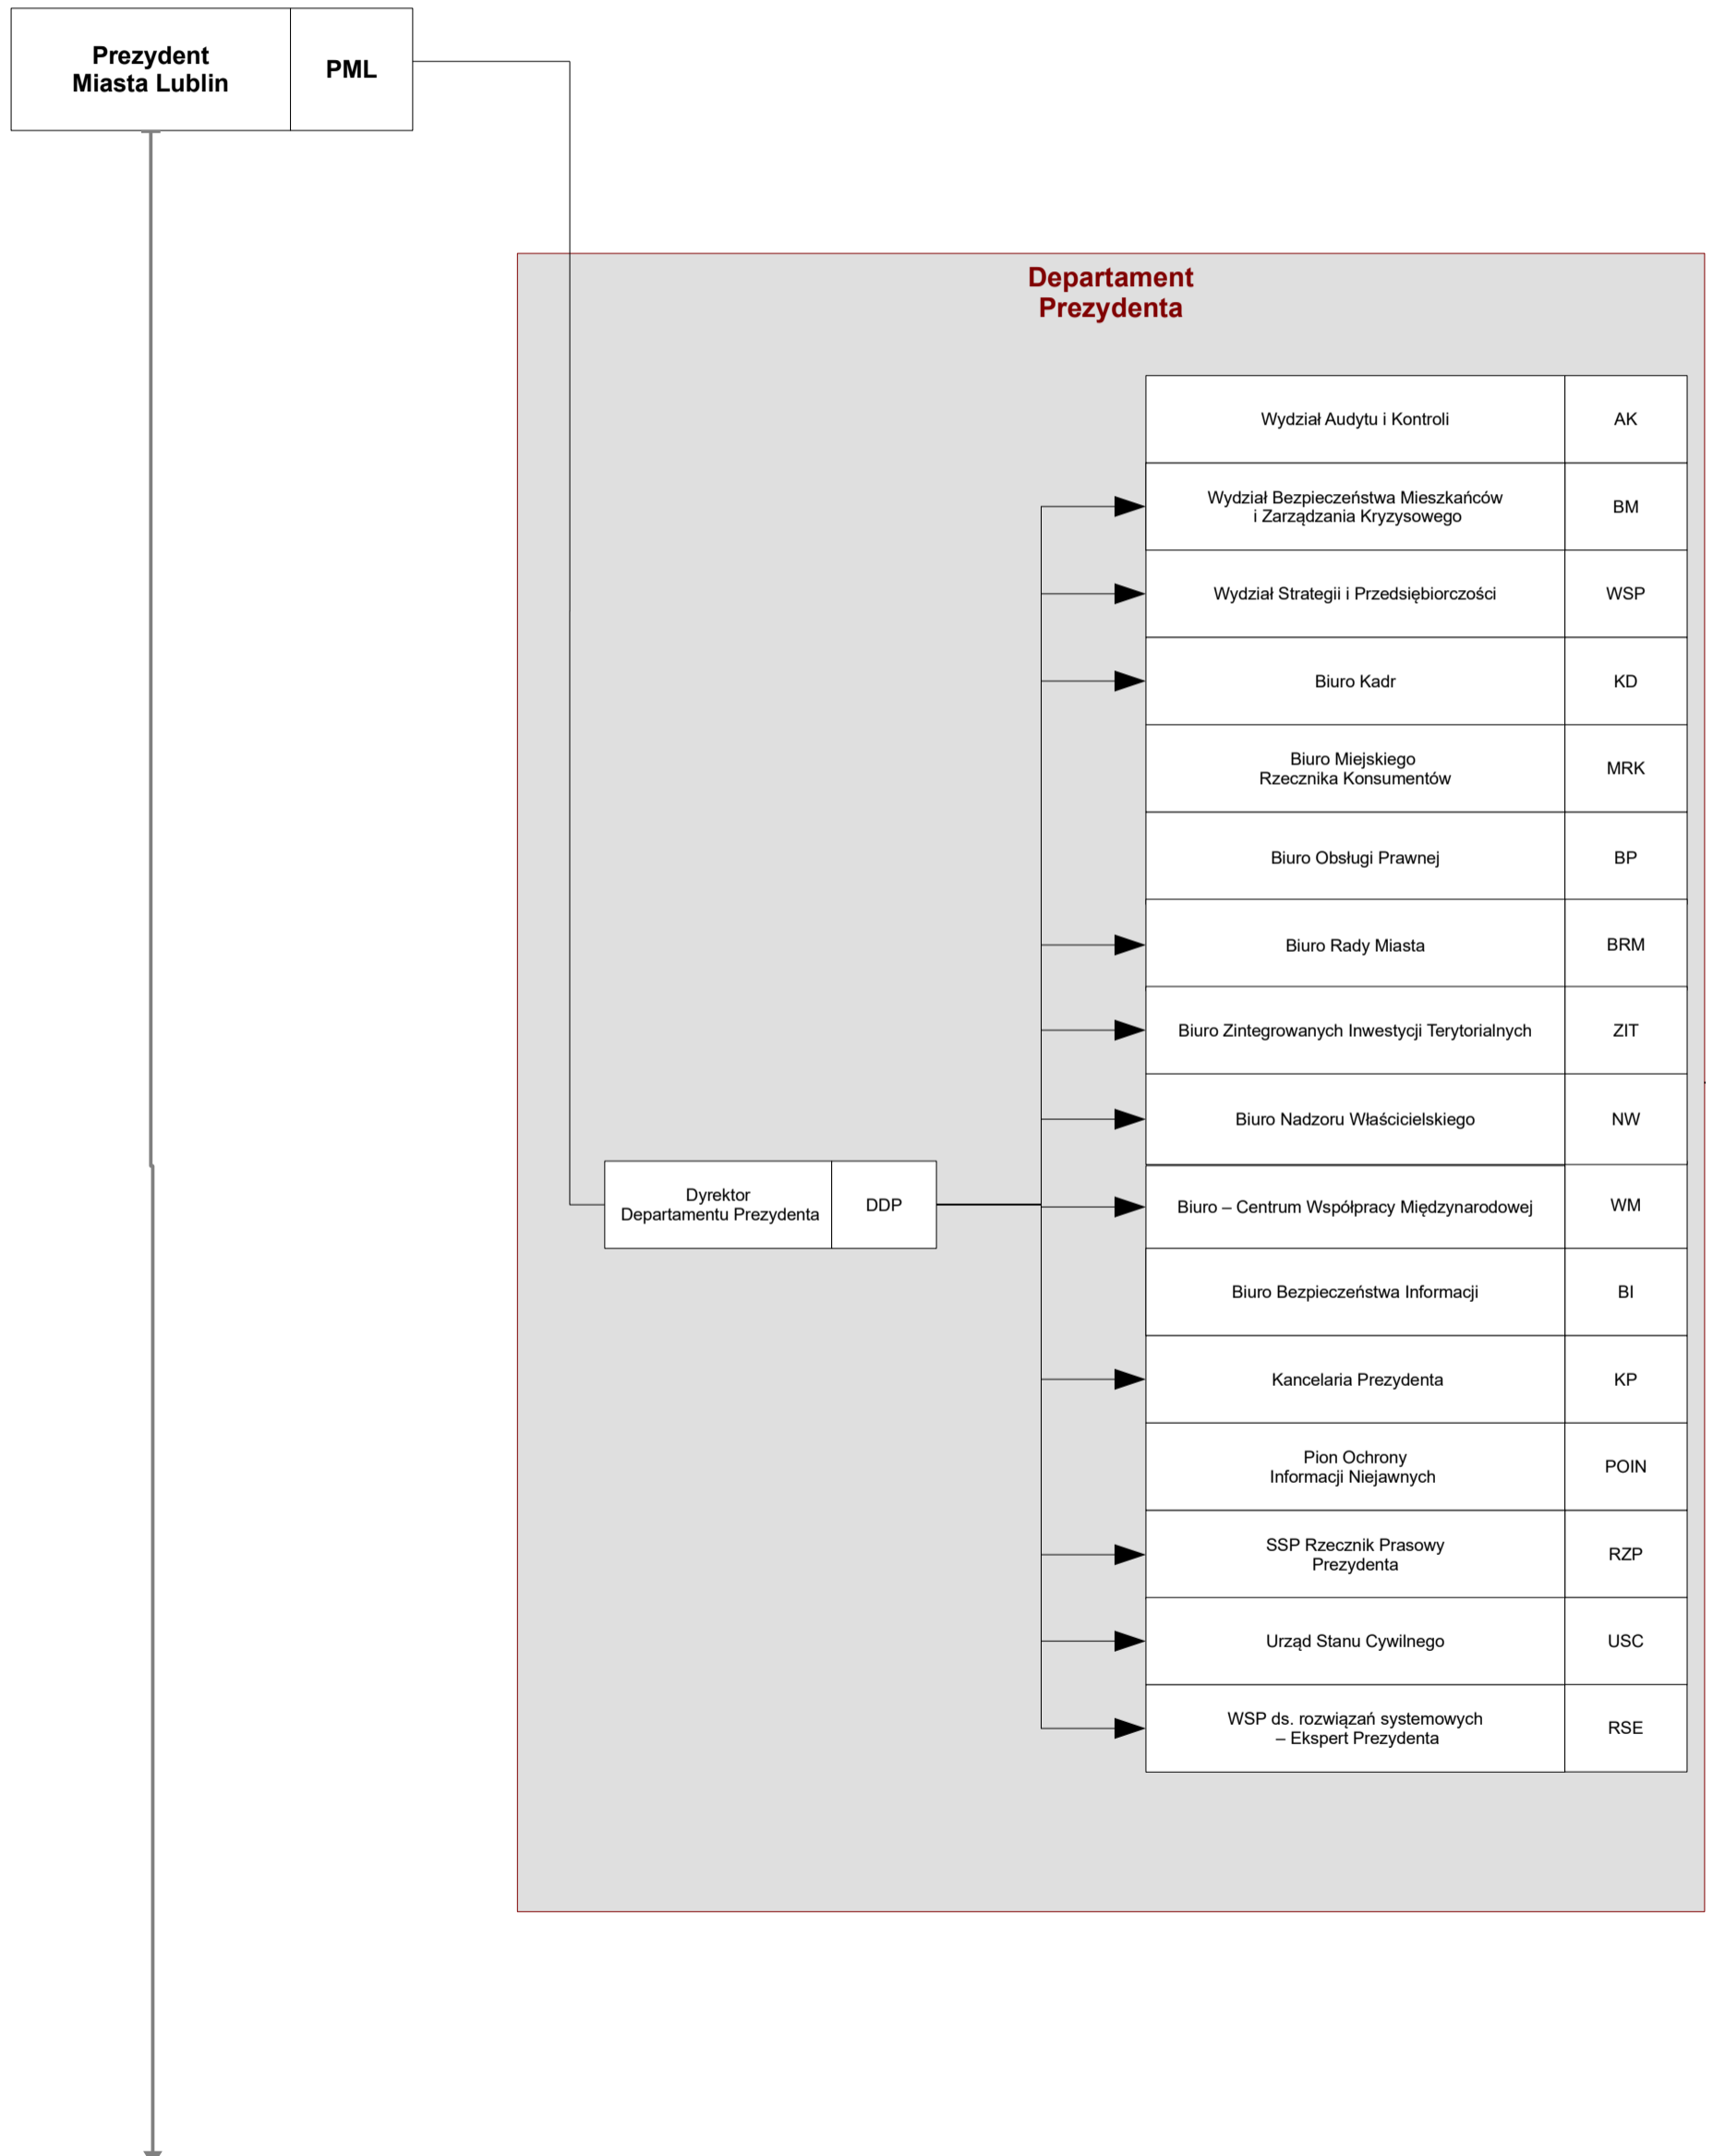 Prezydent
Miasta Lublin
PML
Departament
Prezydenta
Wydział Audytu i Kontroli
AK
Wydział Bezpieczeństwa Mieszkańców
i Zarządzania Kryzysowego
BM
Wydział Strategii i Przedsiębiorczości
WSP
Biuro Kadr
KD
Biuro Miejskiego
Rzecznika Konsumentów
MRK
Biuro Obsługi Prawnej
BP
Biuro Rady Miasta
BRM
Biuro Zintegrowanych Inwestycji Terytorialnych
ZIT
Biuro Nadzoru Właścicielskiego
NW
Dyrektor
Departamentu Prezydenta
DDP
Biuro – Centrum Współpracy Międzynarodowej
WM
Biuro Bezpieczeństwa Informacji
BI
Kancelaria Prezydenta
KP
Pion Ochrony
Informacji Niejawnych
POIN
SSP Rzecznik Prasowy
Prezydenta
RZP
Urząd Stanu Cywilnego
USC
WSP ds. rozwiązań systemowych
– Ekspert Prezydenta
RSE